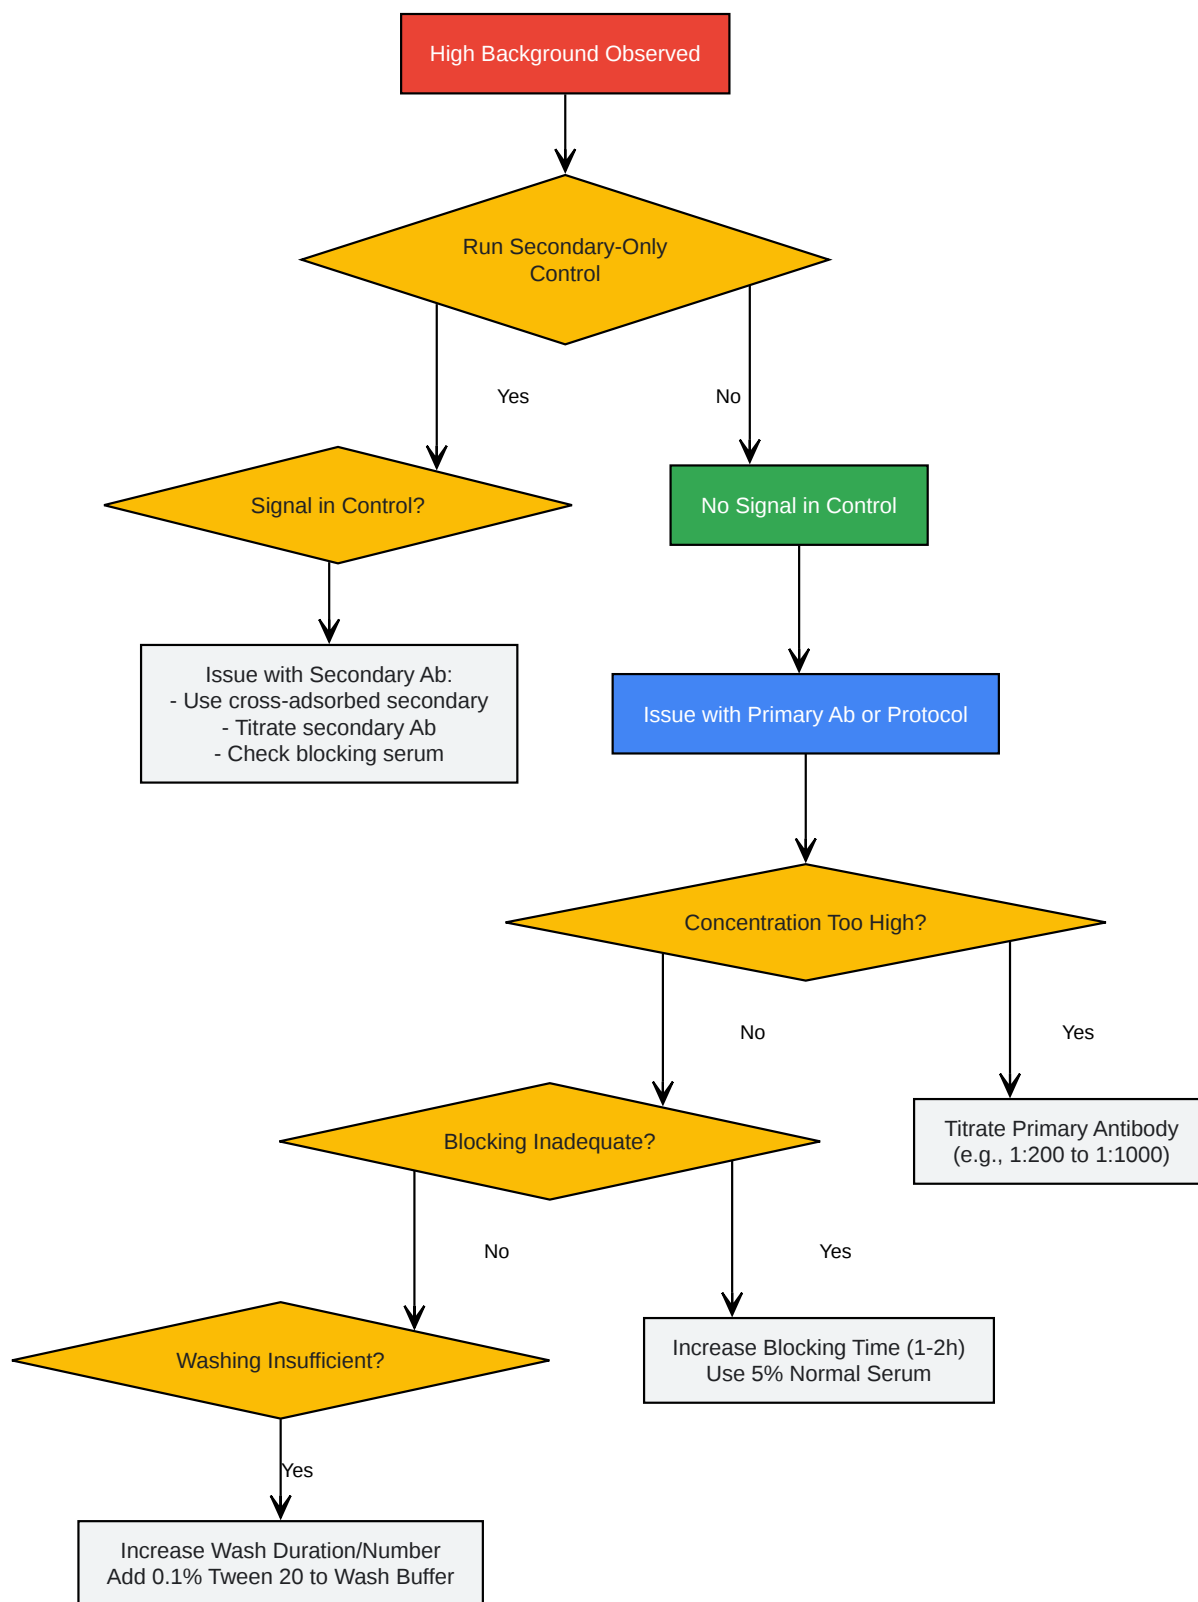 High Background Observed
Run Secondary-Only
Control
Yes
No
Signal in Control?
No Signal in Control
Issue with Secondary Ab:
- Use cross-adsorbed secondary
- Titrate secondary Ab
- Check blocking serum
Issue with Primary Ab or Protocol
Concentration Too High?
No
Yes
Blocking Inadequate?
Titrate Primary Antibody
(e.g., 1:200 to 1:1000)
No
Yes
Washing Insufficient?
Increase Blocking Time (1-2h)
Use 5% Normal Serum
Yes
Increase Wash Duration/Number
Add 0.1% Tween 20 to Wash Buffer